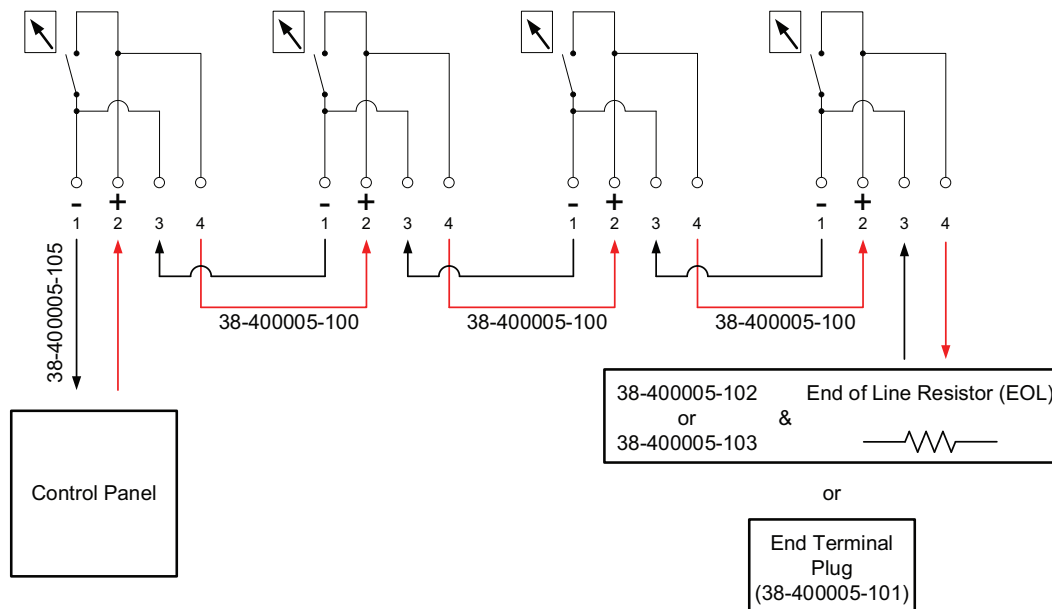 - + - + - + - +
1 2 3 4 1 2 3 4 1 2 3 4 1 2 3 4
38-400005-105
38-400005-100 38-400005-100 38-400005-100
38-400005-102
or
38-400005-103
&
End of Line Resistor (EOL)
Control Panel
or
End Terminal
Plug
(38-400005-101)